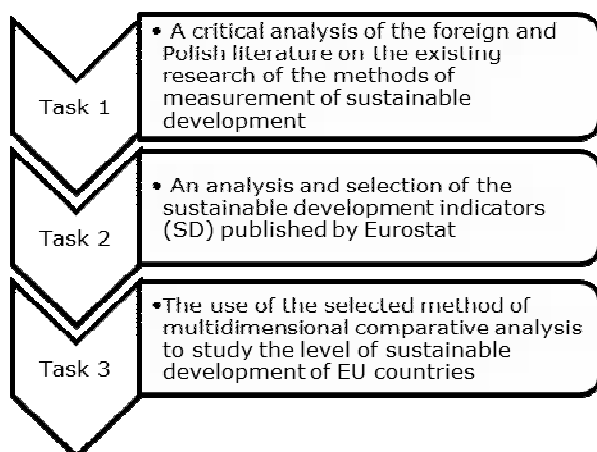 Task 1
• A critical analysis of the foreign and
Polish literature on the existing
research of the methods of
measurement of sustainable
development
Task 2
• An analysis and selection of the
sustainable development indicators
(SD) published by Eurostat
Task 3
•The use of the selected method of
multidimensional comparative analysis
to study the level of sustainable
development of EU countries